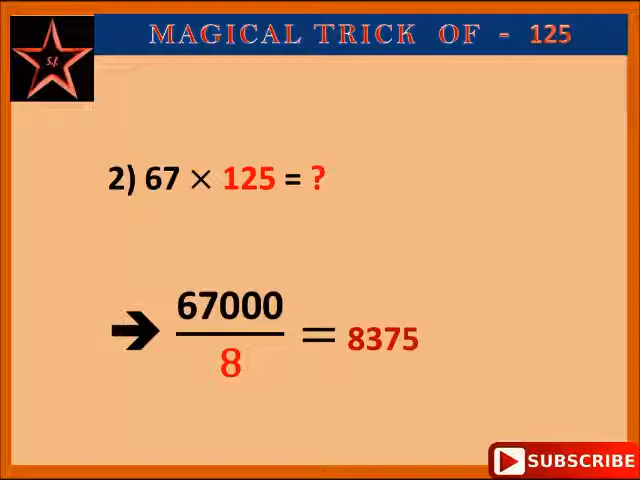 MAGICAL TRICK OF - 125
S.J.
2) 67 × 125 = ?
➔ 67000
8
= 8375
SUBSCRIBE